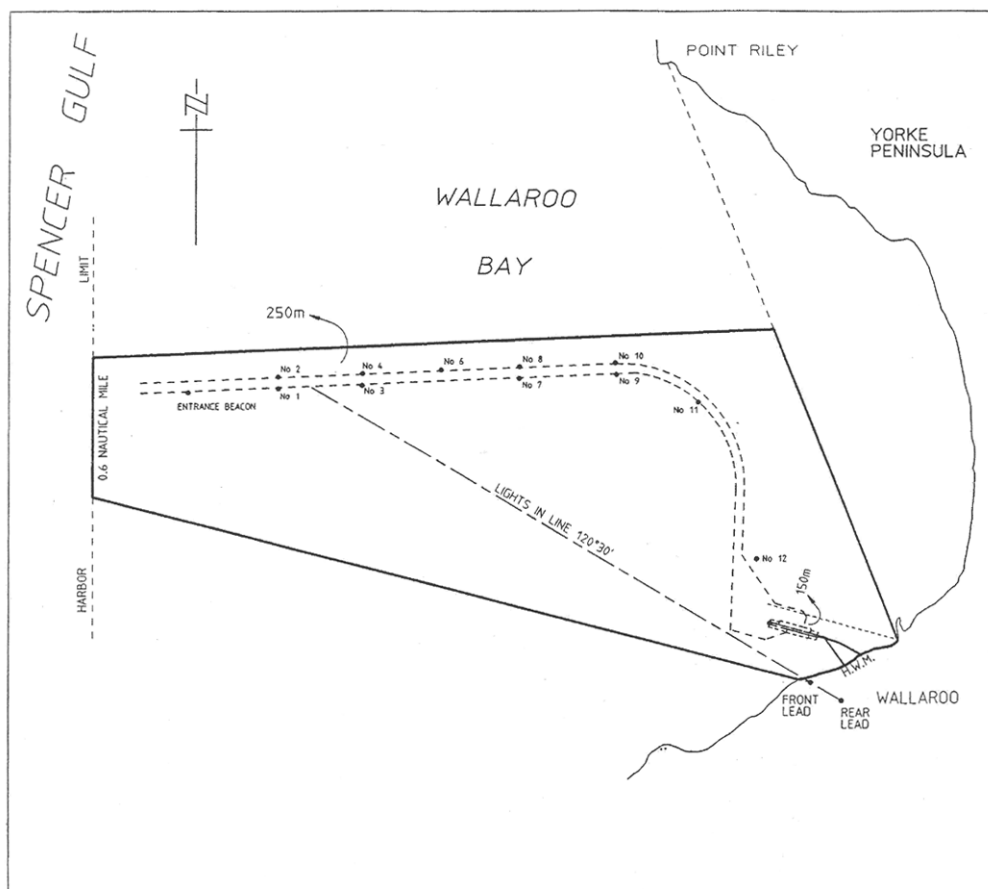 SPENCER GULF
N
POINT RILEY
YORKE
PENINSULA
WALLAROO
BAY
LIMIT
250m
No 2
No 4
No 6
No 8
No 10
No 1
No 3
No 7
No 9
No 11
ENTRANCE BEACON
0.6 NAUTICAL MILE
LIGHTS IN LINE 120°30'
No 12
150m
HARBOR
H.W.M.
FRONT
LEAD
REAR
LEAD
WALLAROO